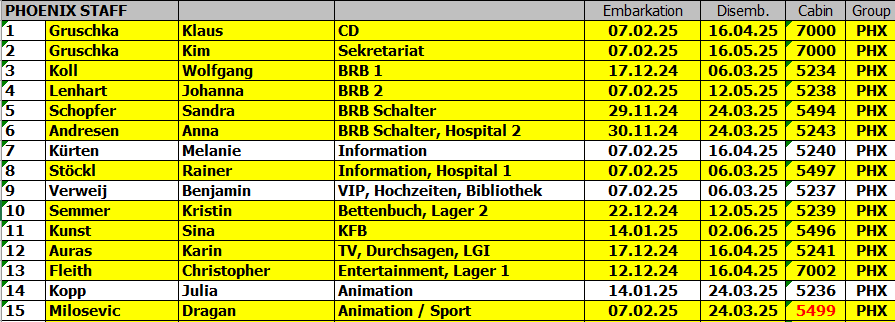 PHOENIX STAFF Embarkation Disemb. Cabin Group
1 Gruschka Klaus CD 07.02.25 16.04.25 7000 PHX
2 Gruschka Kim Sekretariat 07.02.25 16.05.25 7000 PHX
3 Koll Wolfgang BRB 1 17.12.24 06.03.25 5234 PHX
4 Lenhart Johanna BRB 2 07.02.25 12.05.25 5238 PHX
5 Schopfer Sandra BRB Schalter 29.11.24 24.03.25 5494 PHX
6 Andresen Anna BRB Schalter, Hospital 2 30.11.24 24.03.25 5243 PHX
7 Kürten Melanie Information 07.02.25 16.04.25 5240 PHX
8 Stöckl Rainer Information, Hospital 1 07.02.25 06.03.25 5497 PHX
9 Verweij Benjamin VIP, Hochzeiten, Bibliothek 07.02.25 06.03.25 5237 PHX
10 Semmer Kristin Bettenbuch, Lager 2 22.12.24 12.05.25 5239 PHX
11 Kunst Sina KFB 14.01.25 02.06.25 5496 PHX
12 Auras Karin TV, Durchsagen, LGI 17.12.24 16.04.25 5241 PHX
13 Fleith Christopher Entertainment, Lager 1 12.12.24 16.04.25 7002 PHX
14 Kopp Julia Animation 14.01.25 24.03.25 5236 PHX
15 Milosevic Dragan Animation / Sport 07.02.25 24.03.25 5499 PHX